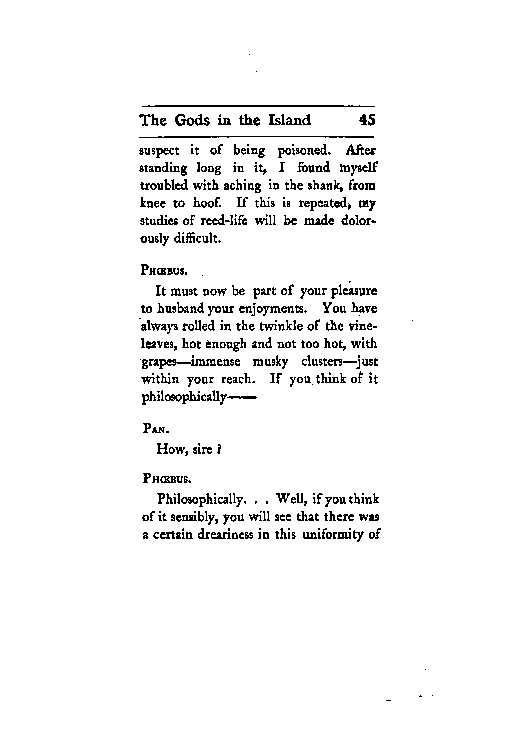 The Gods in the Island 45
suspect it of being poisoned. After
standing long in it, I found myself
troubled with aching in the shank, from
knee to hoof. If this is repeated, my
studies of reed-life will be made dolor-
ously difficult.
PHŒBUS.
It must now be part of your pleasure
to husband your enjoyments. You have
always rolled in the twinkle of the vine-
leaves, hot enough and not too hot, with
grapes—immense musky clusters—just
within your reach. If you think of it
philosophically——
PAN.
How, sire?
PHŒBUS.
Philosophically. . . Well, if you think
of it sensibly, you will see that there was
a certain dreariness in this uniformity of